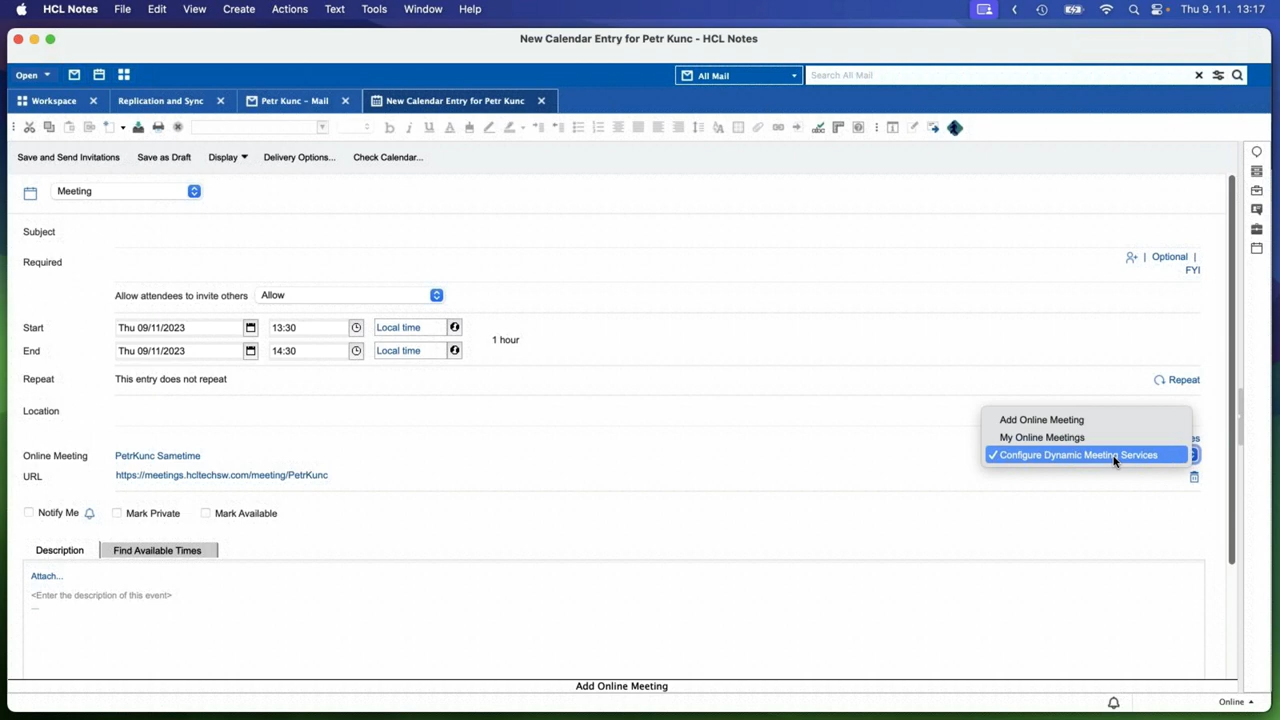 HCL Notes File Edit View Create Actions Text Tools Window Help Thu 9. 11. 13:17
New Calendar Entry for Petr Kunc - HCL Notes
Open All Mail Search All Mail
Workspace Replication and Sync Petr Kunc – Mail New Calendar Entry for Petr Kunc
Save and Send Invitations Save as Draft Display Delivery Options... Check Calendar...
Meeting
Subject
Required Optional |
FYI
Allow attendees to invite others Allow
Start Thu 09/11/2023 13:30 Local time
1 hour
End Thu 09/11/2023 14:30 Local time
Repeat This entry does not repeat Repeat
Location
Add Online Meeting
My Online Meetings
✓ Configure Dynamic Meeting Services
Online Meeting PetrKunc Sametime
URL https://meetings.hcltechsw.com/meeting/PetrKunc
Notify Me Mark Private Mark Available
Description Find Available Times
Attach...
<Enter the description of this event>
Add Online Meeting
Online